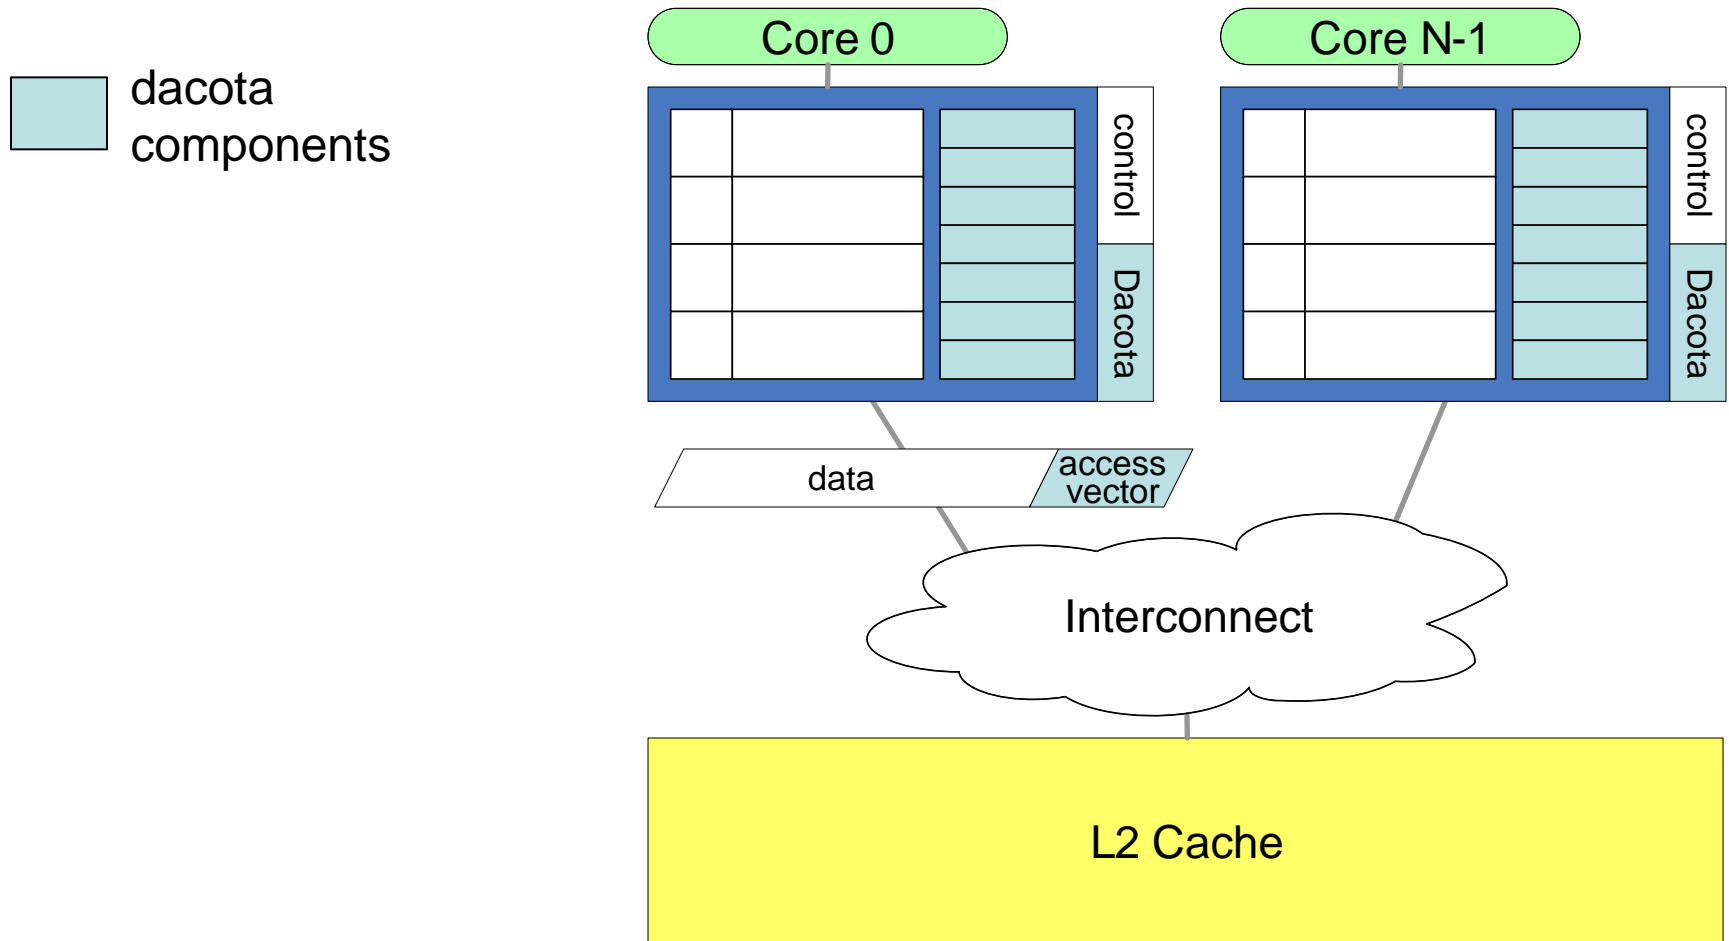 Core 0
Core N-1
dacota
components
control
Dacota
control
Dacota
data
access
vector
Interconnect
L2 Cache